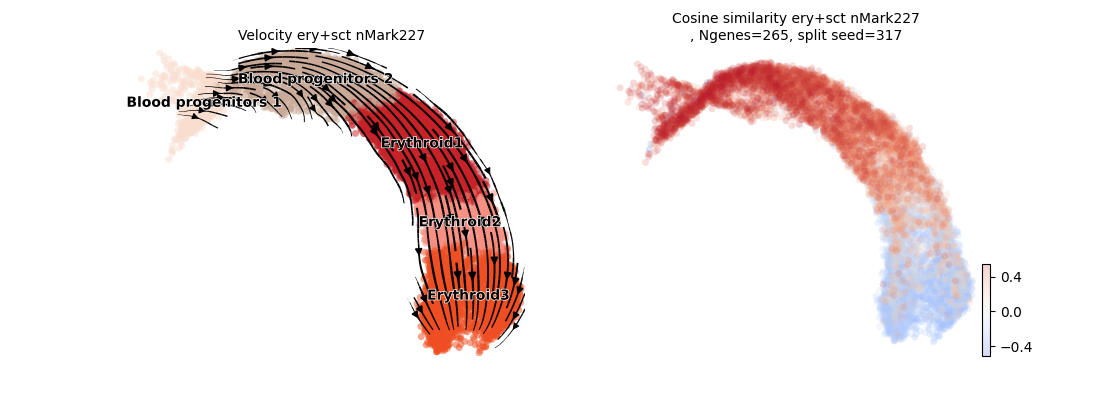 Velocity ery+sct nMark227
Blood progenitors 2
Blood progenitors 1
Erythroid1
Erythroid2
Erythroid3
Cosine similarity ery+sct nMark227
, Ngenes=265, split seed=317
0.4
0.0
−0.4